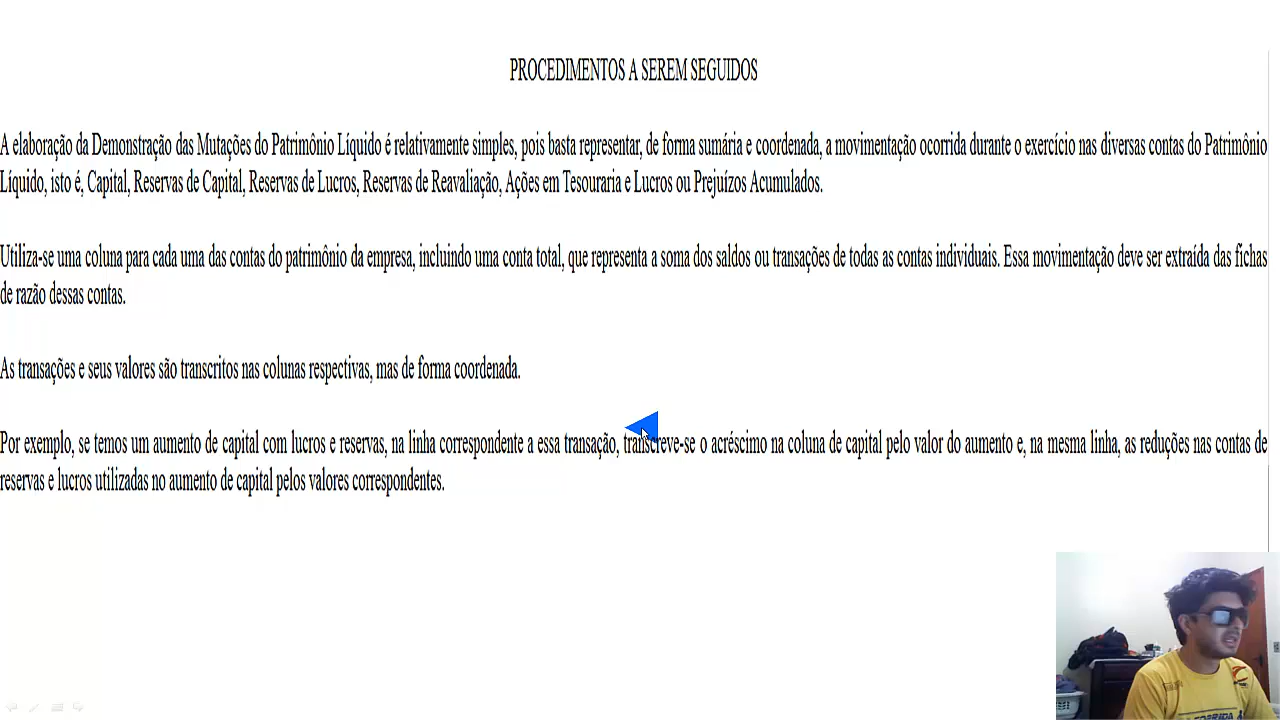 PROCEDIMENTOS A SEREM SEGUIDOS
A elaboração da Demonstração das Mutações do Patrimônio Líquido é relativamente simples, pois basta representar, de forma sumária e coordenada, a movimentação ocorrida durante o exercício nas diversas contas do Patrimônio
Líquido, isto é, Capital, Reservas de Capital, Reservas de Lucros, Reservas de Reavaliação, Ações em Tesouraria e Lucros ou Prejuízos Acumulados.
Utiliza-se uma coluna para cada uma das contas do patrimônio da empresa, incluindo uma conta total, que representa a soma dos saldos ou transações de todas as contas individuais. Essa movimentação deve ser extraída das fichas
de razão dessas contas.
As transações e seus valores são transcritos nas colunas respectivas, mas de forma coordenada.
Por exemplo, se temos um aumento de capital com lucros e reservas, na linha correspondente a essa transação, transcreve-se o acréscimo na coluna de capital pelo valor do aumento e, na mesma linha, as reduções nas contas de
reservas e lucros utilizadas no aumento de capital pelos valores correspondentes.